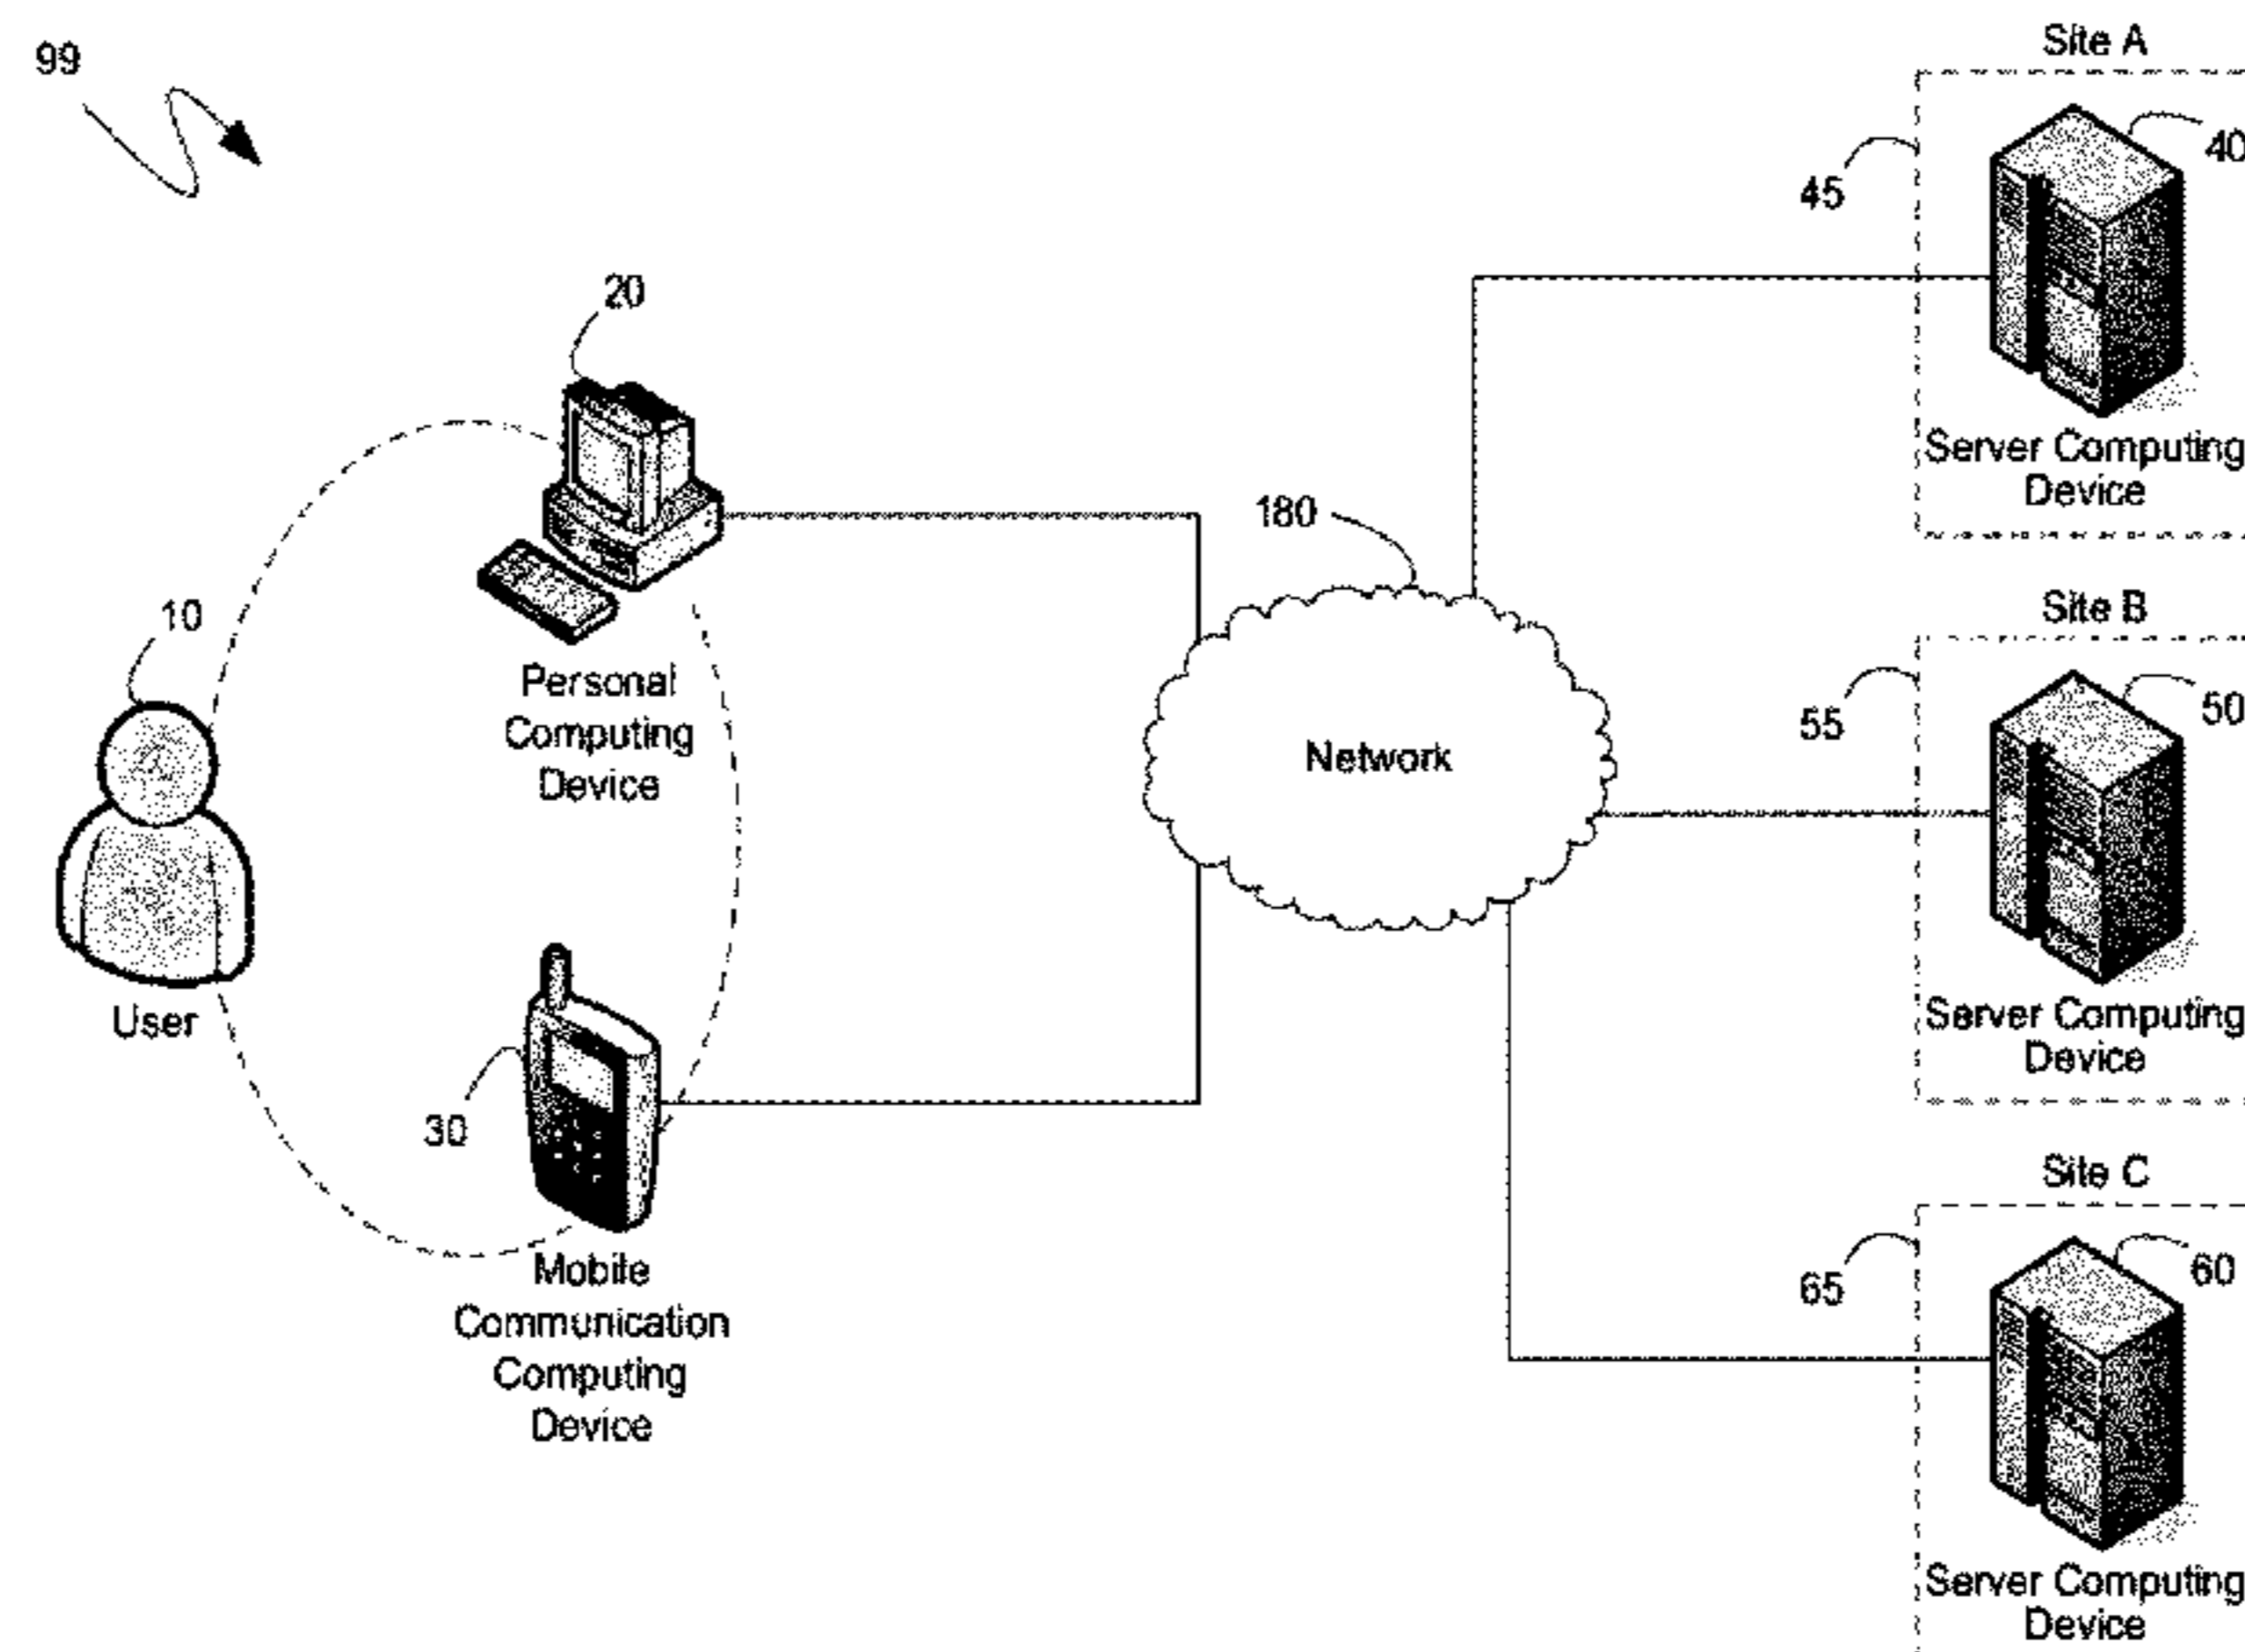 99
Site A
40
45
Server Computing
Device
20
Personal
Computing
Device
180
Network
Site B
50
55
Server Computing
Device
10
User
30
Mobile
Communication
Computing
Device
Site C
60
65
Server Computing
Device